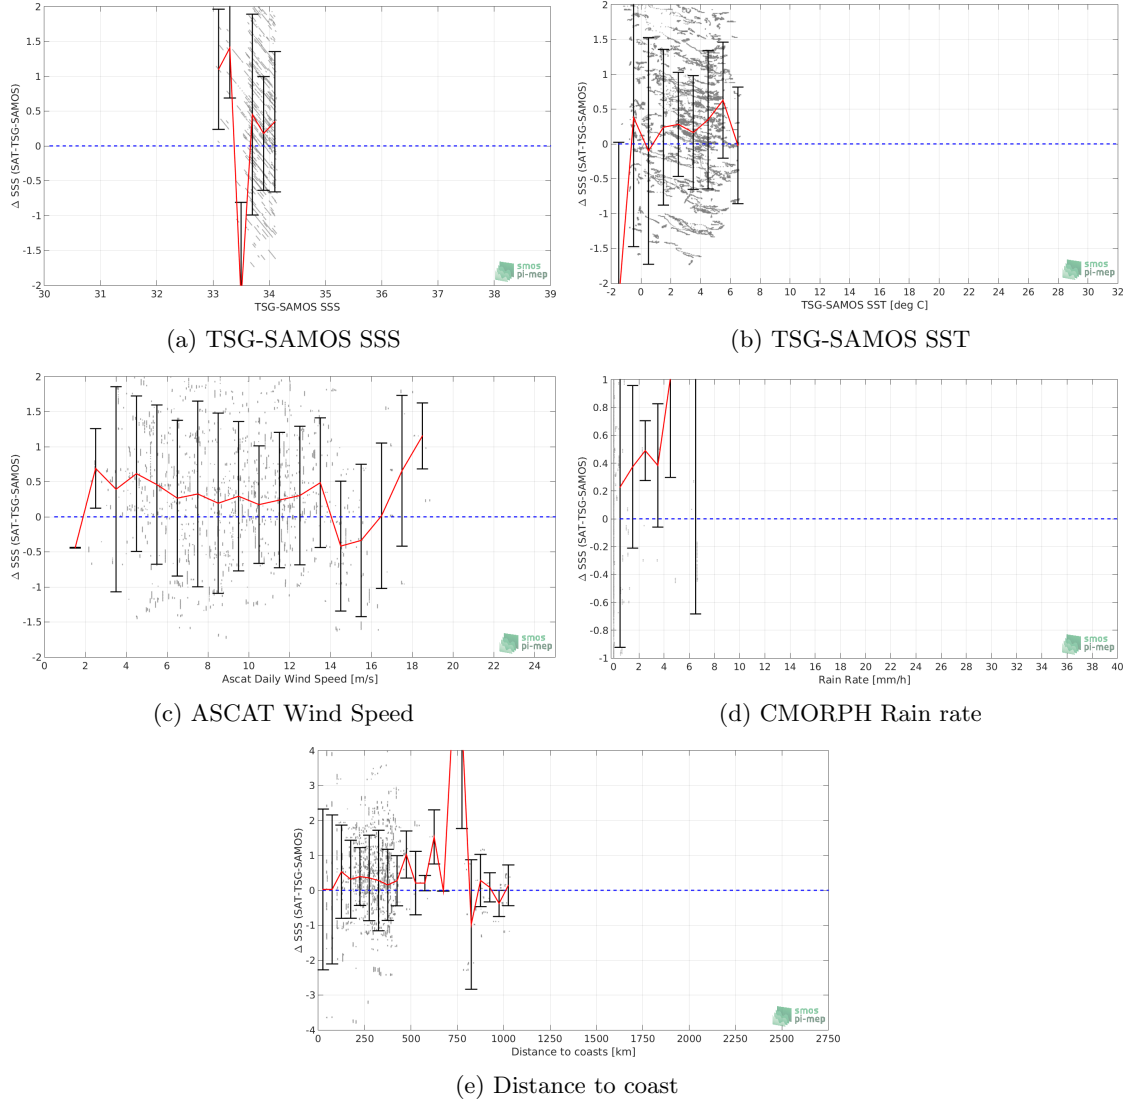 2
1.5
1
0.5
0
-0.5
-1
-1.5
-2
Δ SSS (SAT-TSG-SAMOS)
30 31 32 33 34 35 36 37 38 39
TSG-SAMOS SSS
smos
pi-mep
(a) TSG-SAMOS SSS
2
1.5
1
0.5
0
-0.5
-1
-1.5
-2
Δ SSS (SAT-TSG-SAMOS)
-2 0 2 4 6 8 10 12 14 16 18 20 22 24 26 28 30 32
TSG-SAMOS SST [deg C]
smos
pi-mep
(b) TSG-SAMOS SST
2
1.5
1
0.5
0
-0.5
-1
-1.5
-2
Δ SSS (SAT-TSG-SAMOS)
0 2 4 6 8 10 12 14 16 18 20 22 24
Ascat Daily Wind Speed [m/s]
smos
pi-mep
(c) ASCAT Wind Speed
1
0.8
0.6
0.4
0.2
0
-0.2
-0.4
-0.6
-0.8
-1
Δ SSS (SAT-TSG-SAMOS)
0 2 4 6 8 10 12 14 16 18 20 22 24 26 28 30 32 34 36 38 40
Rain Rate [mm/h]
smos
pi-mep
(d) CMORPH Rain rate
4
3
2
1
0
-1
-2
-3
-4
Δ SSS (SAT-TSG-SAMOS)
0 250 500 750 1000 1250 1500 1750 2000 2250 2500 2750
Distance to coasts [km]
smos
pi-mep
(e) Distance to coast